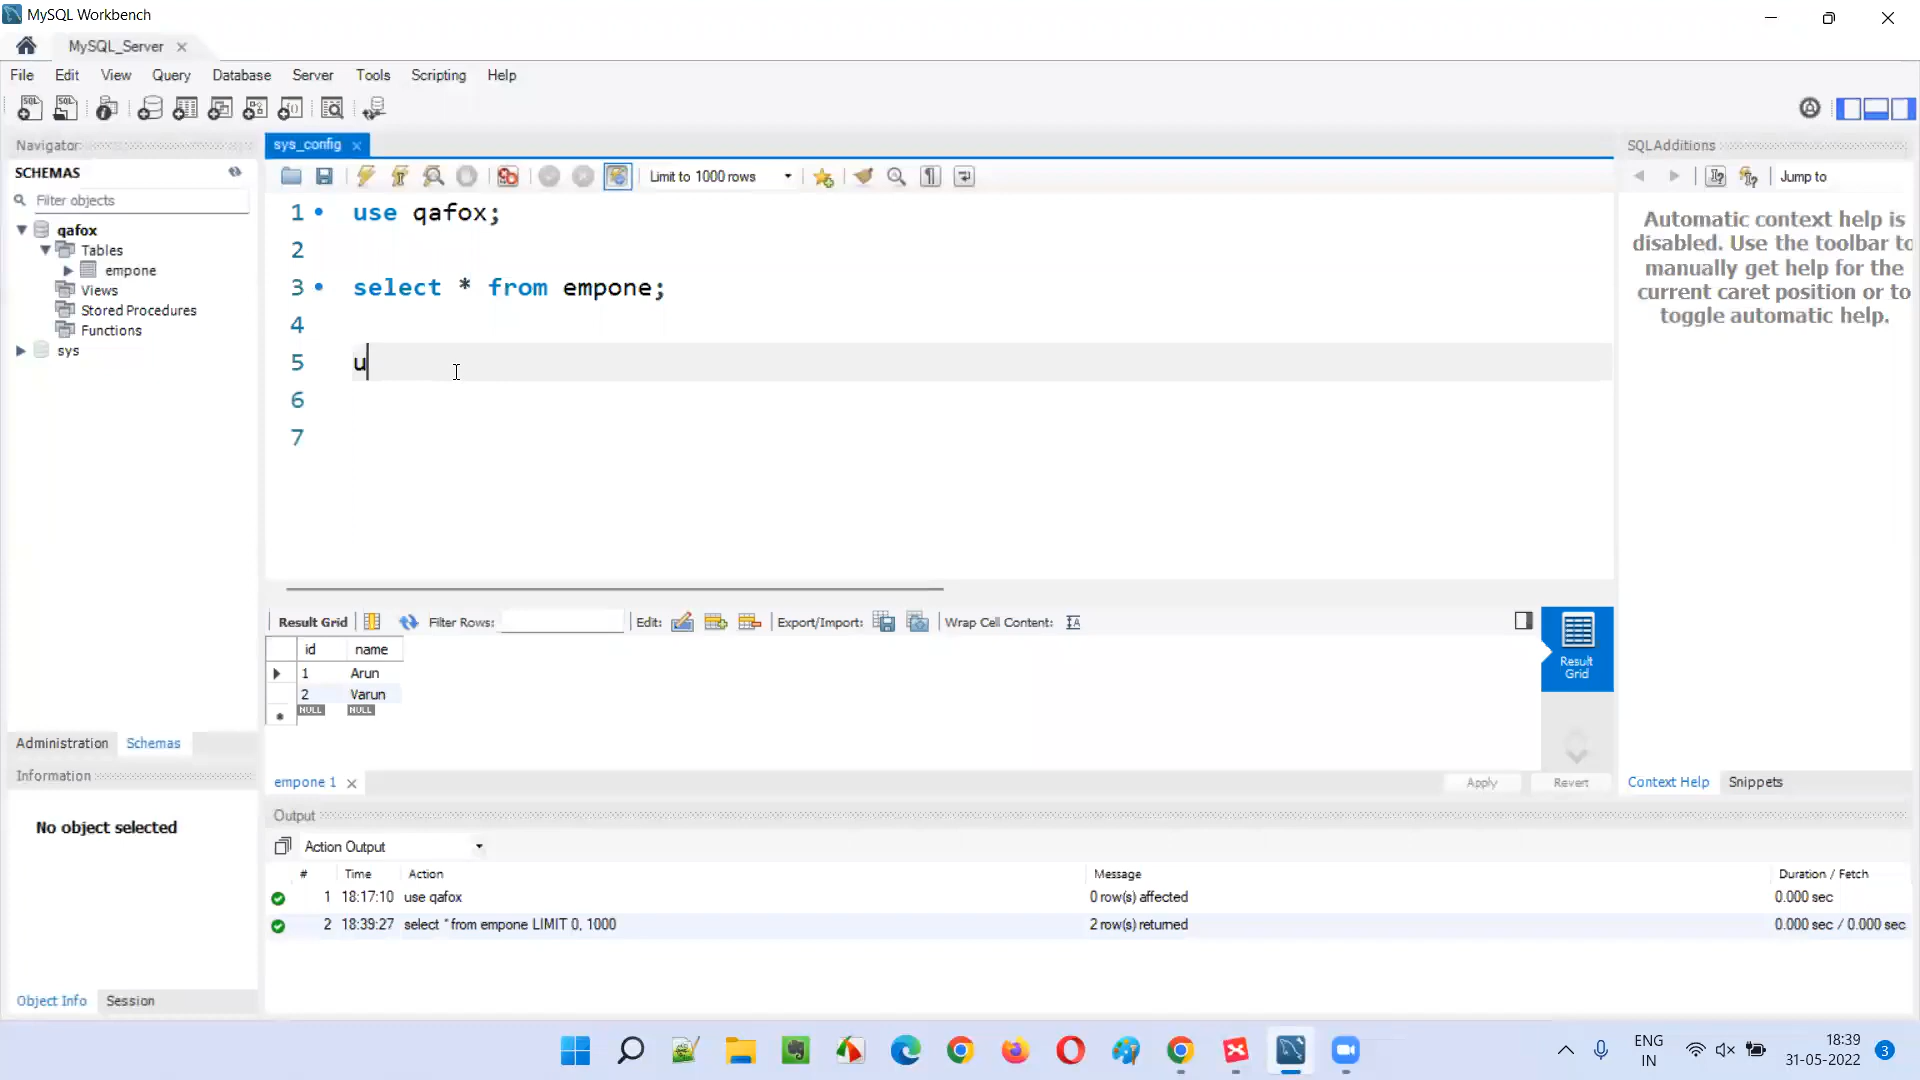 MySQL Workbench
MySQL_Server
File Edit View Query Database Server Tools Scripting Help
Navigator
SCHEMAS
Filter objects
qafox
Tables
empone
Views
Stored Procedures
Functions
sys
Administration Schemas
Information
No object selected
Object Info Session
sys_config
Limit to 1000 rows
1 use qafox;
2
3 select * from empone;
4
5 u
6
7
Result Grid Filter Rows: Edit: Export/Import: Wrap Cell Content:
id name
1 Arun
2 Varun
NULL NULL
Result
Grid
empone 1
Apply Revert
Output
Action Output
# Time Action Message Duration / Fetch
1 18:17:10 use qafox 0 row(s) affected 0.000 sec
2 18:39:27 select * from empone LIMIT 0, 1000 2 row(s) returned 0.000 sec / 0.000 sec
SQLAdditions
Jump to
Automatic context help is
disabled. Use the toolbar to
manually get help for the
current caret position or to
toggle automatic help.
Context Help Snippets
ENG
IN
18:39
31-05-2022
3